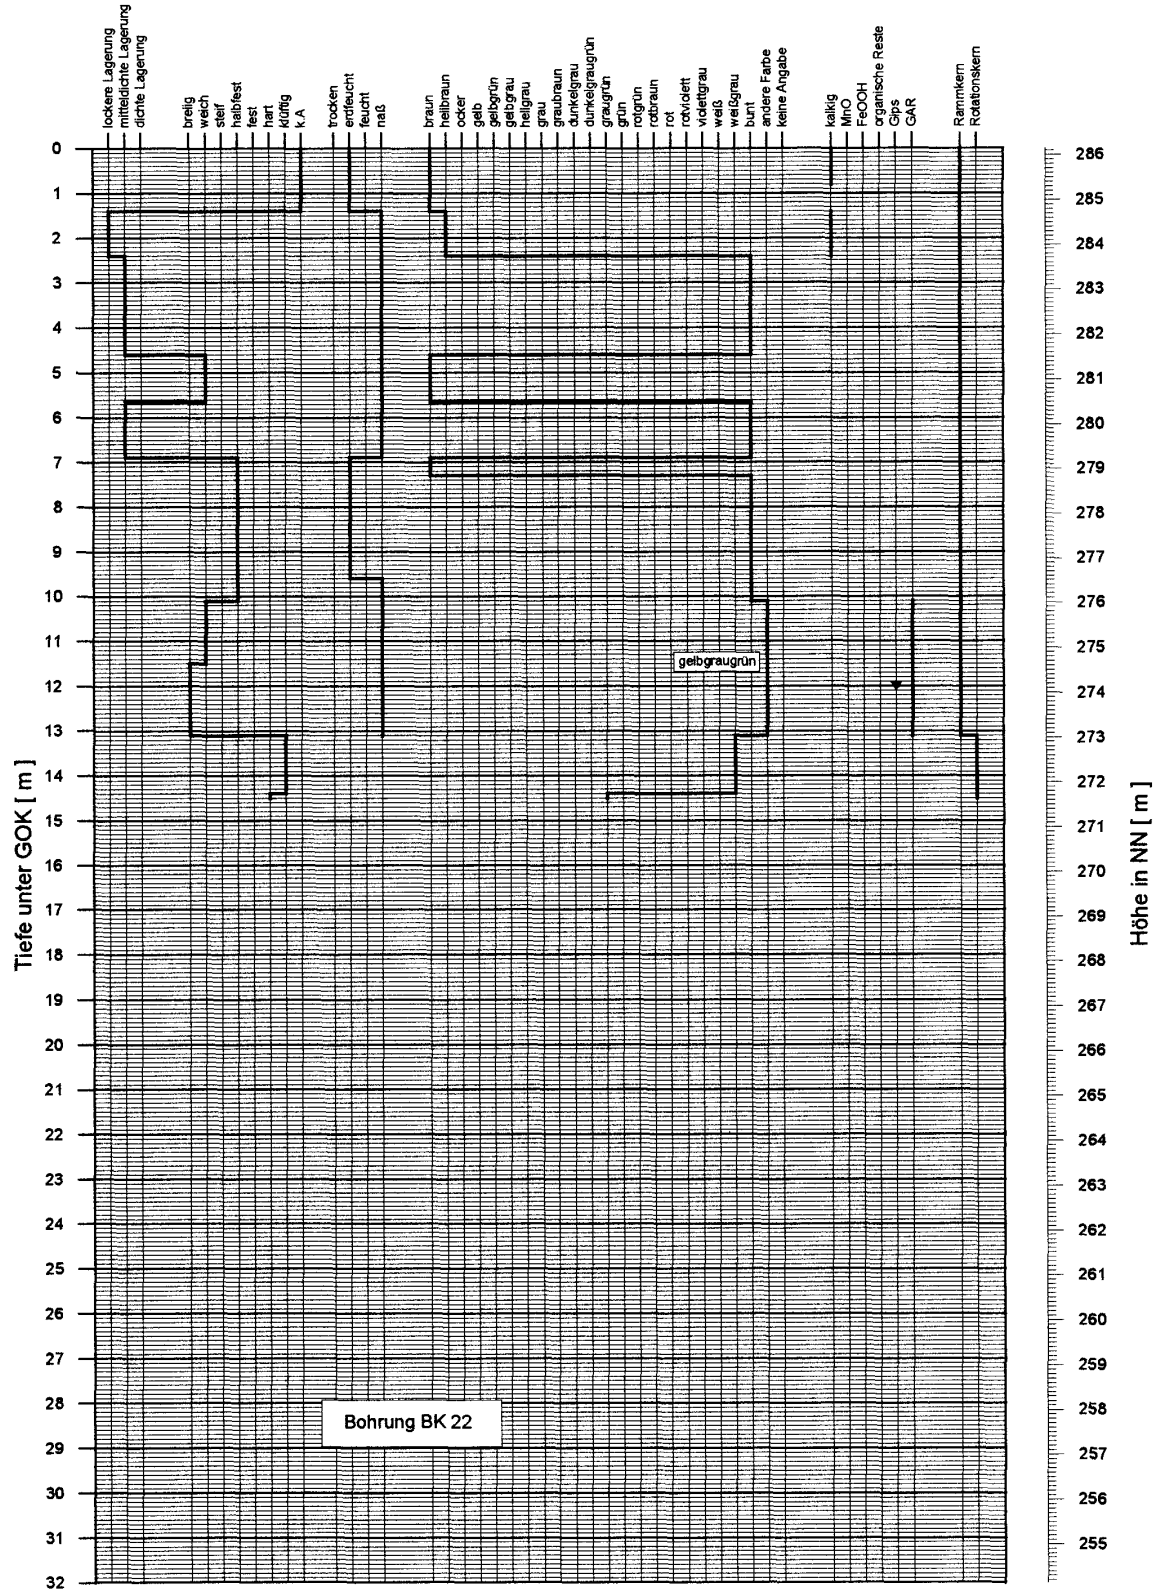 lockere Lagerung
mitteldichte Lagerung
dichte Lagerung
breiig
weich
steif
halbfest
fest
hart
klüftig
k.A
trocken
erdfeucht
feucht
naß
braun
hellbraun
ocker
gelb
gelbgrün
gelbgrau
hellgrau
grau
graubraun
dunkelgrau
dunkelgraugrün
graugrün
grün
rotgrün
rotbraun
rot
rotviolett
violettgrau
weiß
weißgrau
bunt
andere Farbe
keine Angabe
kalkig
MnO
FeOOH
organische Reste
Gips
GAR
Rammkern
Rotationskern
Tiefe unter GOK [ m ]
0
1
2
3
4
5
6
7
8
9
10
11
12
13
14
15
16
17
18
19
20
21
22
23
24
25
26
27
28
29
30
31
32
gelbgraugrün
Bohrung BK 22
286
285
284
283
282
281
280
279
278
277
276
275
274
273
272
271
270
269
268
267
266
265
264
263
262
261
260
259
258
257
256
255
Höhe in NN [ m ]